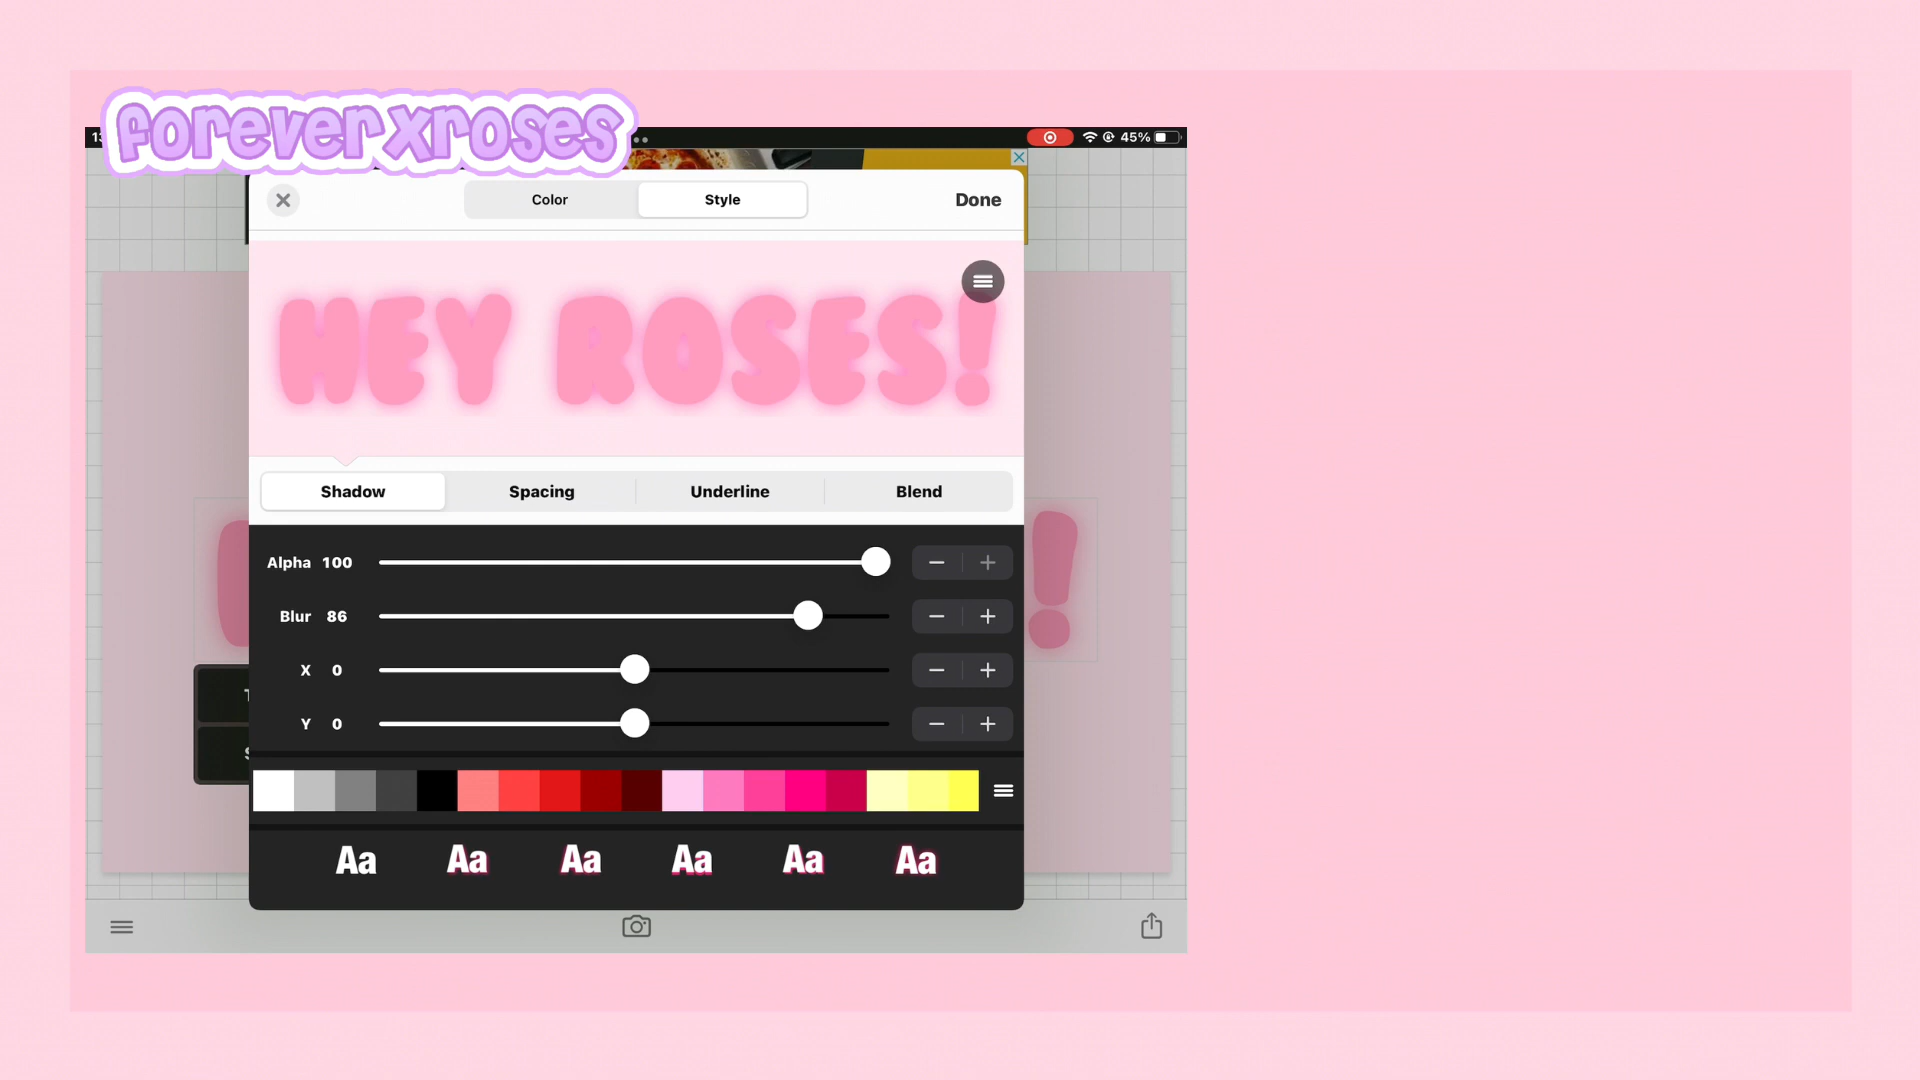 foreverxroses
45%
Color
Style
Done
HEY ROSES!
Shadow
Spacing
Underline
Blend
Alpha 100
Blur 86
X 0
Y 0
Aa
Aa
Aa
Aa
Aa
Aa
!